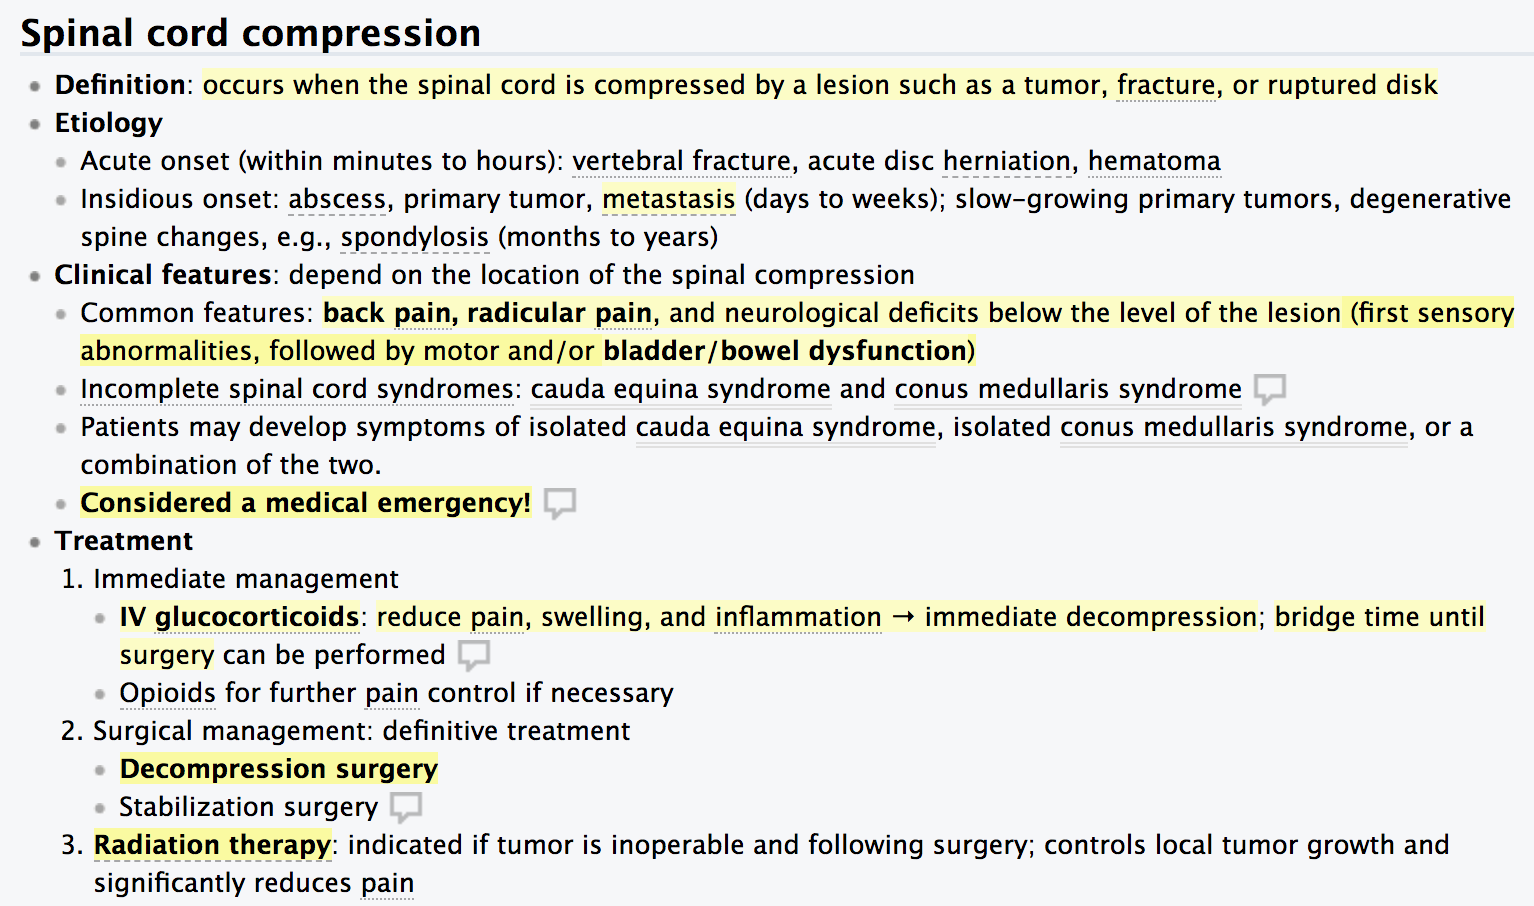 Spinal cord compression
Definition: occurs when the spinal cord is compressed by a lesion such as a tumor, fracture, or ruptured disk
Etiology
Acute onset (within minutes to hours): vertebral fracture, acute disc herniation, hematoma
Insidious onset: abscess, primary tumor, metastasis (days to weeks); slow-growing primary tumors, degenerative
spine changes, e.g., spondylosis (months to years)
Clinical features: depend on the location of the spinal compression
Common features: back pain, radicular pain, and neurological deficits below the level of the lesion (first sensory
abnormalities, followed by motor and/or bladder/bowel dysfunction)
Incomplete spinal cord syndromes: cauda equina syndrome and conus medullaris syndrome
Patients may develop symptoms of isolated cauda equina syndrome, isolated conus medullaris syndrome, or a
combination of the two.
Considered a medical emergency!
Treatment
1. Immediate management
IV glucocorticoids: reduce pain, swelling, and inflammation → immediate decompression; bridge time until
surgery can be performed
Opioids for further pain control if necessary
2. Surgical management: definitive treatment
Decompression surgery
Stabilization surgery
3. Radiation therapy: indicated if tumor is inoperable and following surgery; controls local tumor growth and
significantly reduces pain